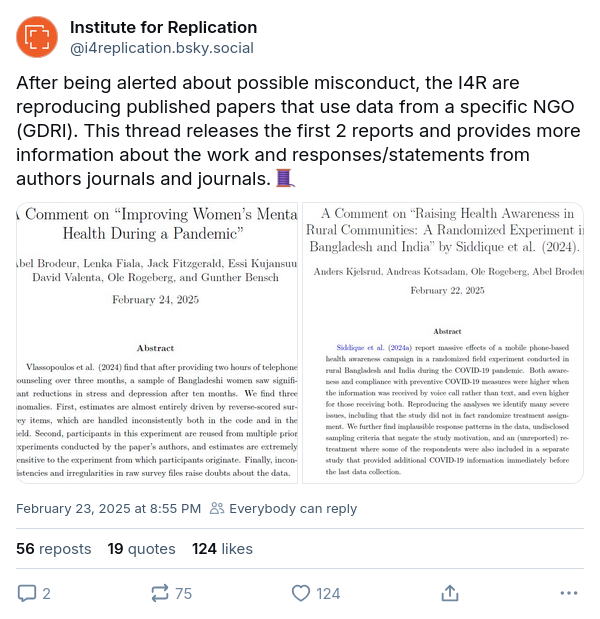 Institute for Replication
@i4replication.bsky.social
After being alerted about possible misconduct, the I4R are
reproducing published papers that use data from a specific NGO
(GDRI). This thread releases the first 2 reports and provides more
information about the work and responses/statements from
authors journals and journals. 🧵
A Comment on “Improving Women’s Menta
Health During a Pandemic”
Abel Brodeur, Lenka Fiala, Jack Fitzgerald, Essi Kujansuu
David Valenta, Ole Rogeberg, and Gunther Bensch
February 24, 2025
Abstract
Vlassopoulos et al. (2024) find that after providing two hours of telephone
ounseling over three months, a sample of Bangladeshi women saw signifi-
ant reductions in stress and depression after ten months. We find three
nomalies. First, estimates are almost entirely driven by reverse-scored sur-
ey items, which are handled inconsistently both in the code and in the
ield. Second, participants in this experiment are reused from multiple prior
xperiments conducted by the paper’s authors, and estimates are extremely
ensitive to the experiment from which participants originate. Finally, incon-
istencies and irregularities in raw survey files raise doubts about the data.
A Comment on “Raising Health Awareness in
Rural Communities: A Randomized Experiment i
Bangladesh and India” by Siddique et al. (2024).
Anders Kjelsrud, Andreas Kotsadam, Ole Rogeberg, Abel Brodeu
February 22, 2025
Abstract
Siddique et al. (2024a) report massive effects of a mobile phone-based
health awareness campaign in a randomized field experiment conducted in
rural Bangladesh and India during the COVID-19 pandemic. Both aware-
ness and compliance with preventive COVID-19 measures were higher when
the information was received by voice call rather than text, and even higher
for those receiving both. Reproducing the analyses we identify many severe
issues, including that the study did not in fact randomize treatment assign-
ment. We further find implausible response patterns in the data, undisclosed
sampling criteria that negate the study motivation, and an (unreported) re-
treatment where some of the respondents were also included in a separate
study that provided additional COVID-19 information immediately before
the last data collection.
February 23, 2025 at 8:55 PM Everybody can reply
56 reposts 19 quotes 124 likes
2 75 124